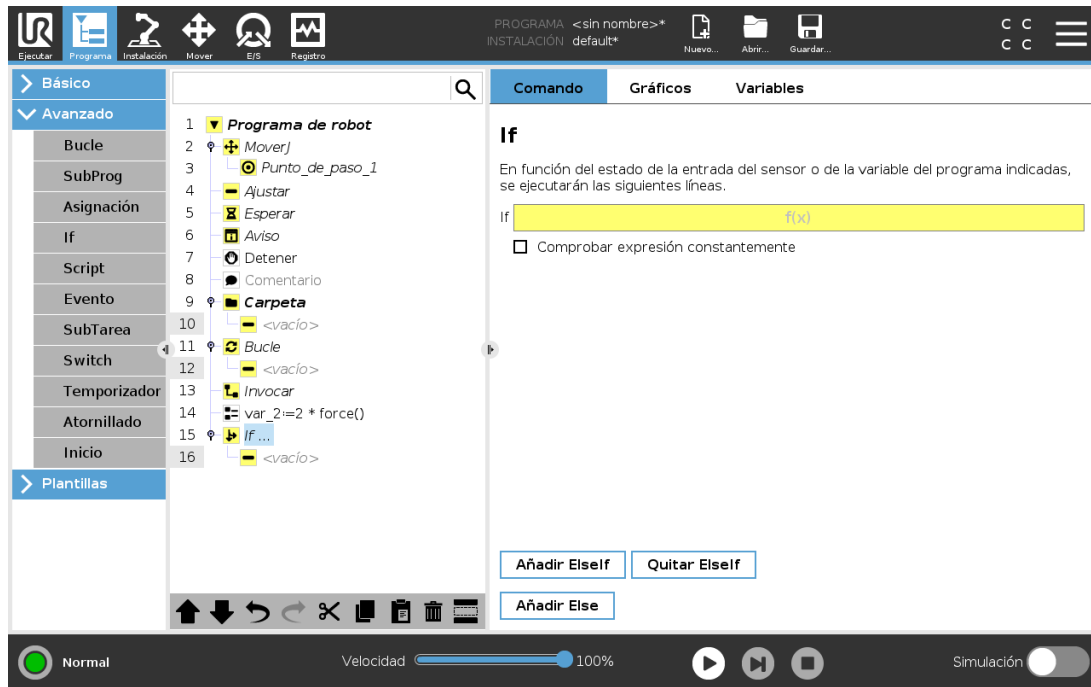 PROGRAMA <sin nombre>*
INSTALACIÓN default*
UR
Ejecutar Programa Instalación Mover E/S Registro
Nuevo... Abrir... Guardar...
C C
C C
Básico
Avanzado
Bucle
SubProg
Asignación
If
Script
Evento
SubTarea
Switch
Temporizador
Atornillado
Inicio
Plantillas
1 Programa de robot
2 MoverJ
3 Punto_de_paso_1
4 Ajustar
5 Esperar
6 Aviso
7 Detener
8 Comentario
9 Carpeta
10 <vacío>
11 Bucle
12 <vacío>
13 Invocar
14 var_2:=2 * force()
15 If ...
16 <vacío>
Comando Gráficos Variables
If
En función del estado de la entrada del sensor o de la variable del programa indicadas,
se ejecutarán las siguientes líneas.
If f(x)
Comprobar expresión constantemente
Añadir ElseIf Quitar ElseIf
Añadir Else
Normal Velocidad 100% Simulación